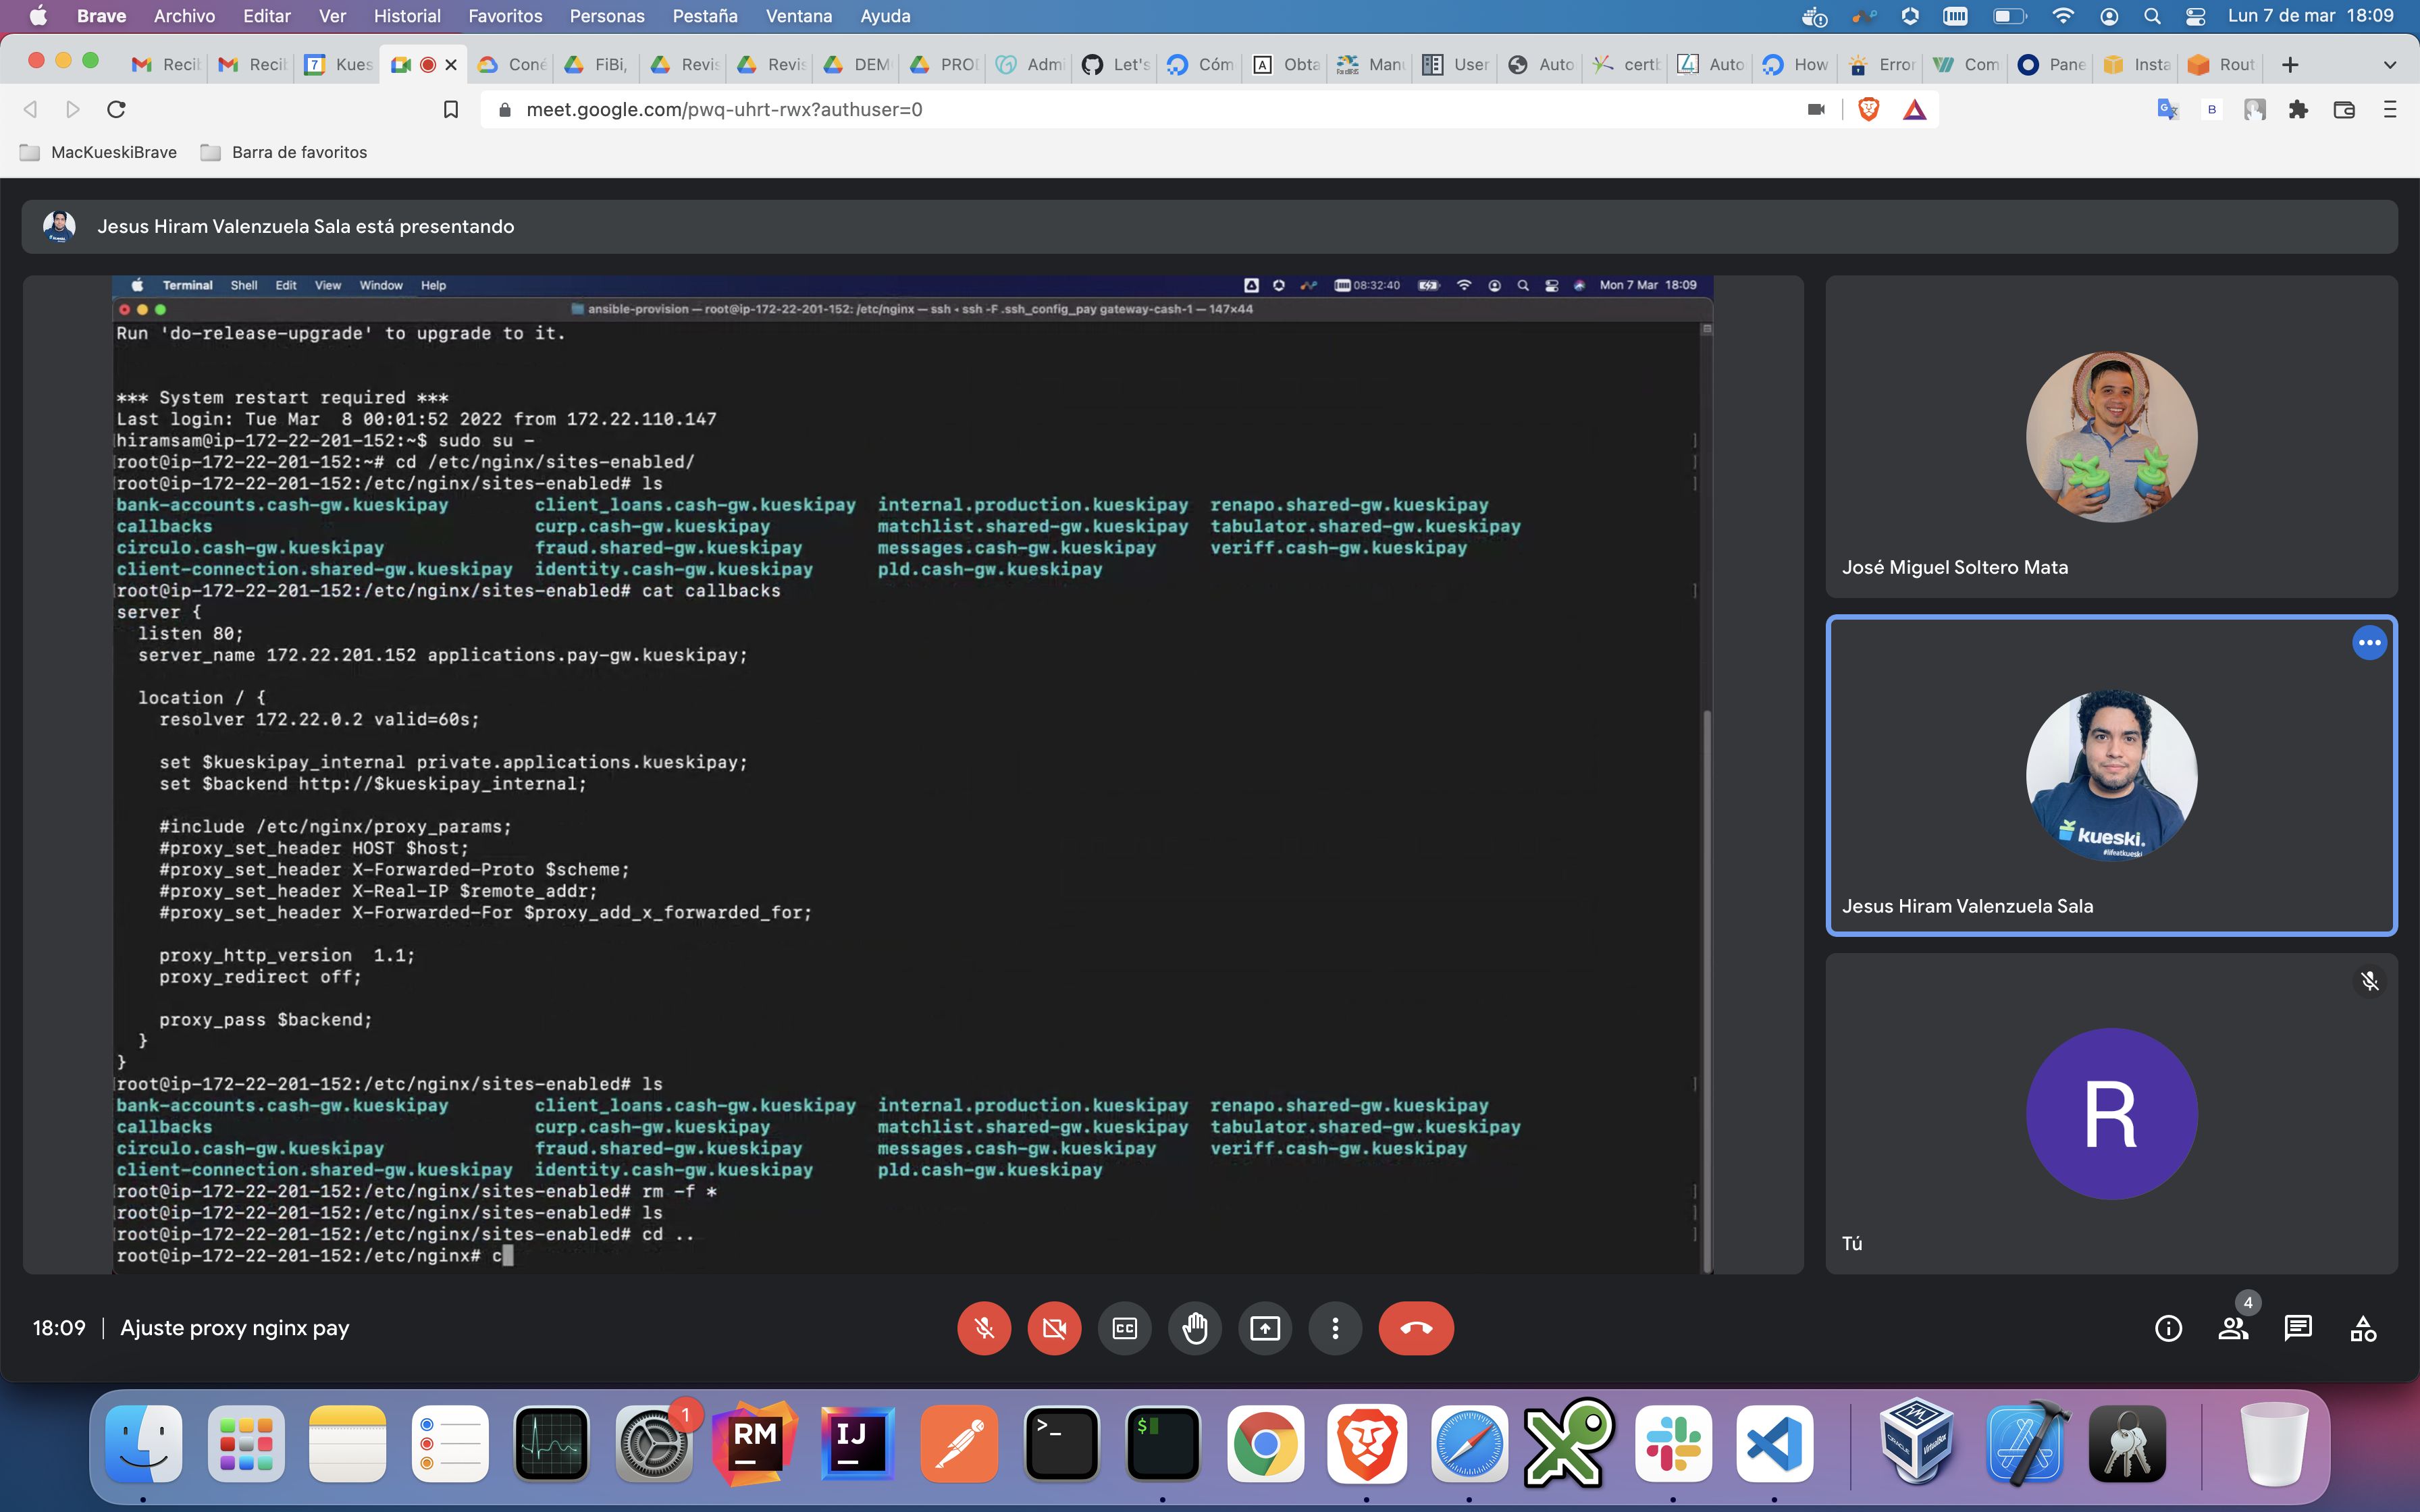 Brave Archivo Editar Ver Historial Favoritos Personas Pestaña Ventana Ayuda Lun 7 de mar 18:09
Recib Recib 7 Kues Coné FiBi, Revis Revis DEM PRO Admi Let's Cóm A Obta Manu User Auto certb Auto How Error Com Pane Insta Rout
meet.google.com/pwq-uhrt-rwx?authuser=0
MacKueskiBrave Barra de favoritos
Jesus Hiram Valenzuela Sala está presentando
Terminal Shell Edit View Window Help 08:32:40 Mon 7 Mar 18:09
ansible-provision — root@ip-172-22-201-152: /etc/nginx — ssh ‹ ssh -F .ssh_config_pay gateway-cash-1 — 147×44
Run 'do-release-upgrade' to upgrade to it.
*** System restart required ***
Last login: Tue Mar  8 00:01:52 2022 from 172.22.110.147
hiramsam@ip-172-22-201-152:~$ sudo su -
root@ip-172-22-201-152:~# cd /etc/nginx/sites-enabled/
root@ip-172-22-201-152:/etc/nginx/sites-enabled# ls
bank-accounts.cash-gw.kueskipay client_loans.cash-gw.kueskipay internal.production.kueskipay renapo.shared-gw.kueskipay
callbacks curp.cash-gw.kueskipay matchlist.shared-gw.kueskipay tabulator.shared-gw.kueskipay
circulo.cash-gw.kueskipay fraud.shared-gw.kueskipay messages.cash-gw.kueskipay veriff.cash-gw.kueskipay
client-connection.shared-gw.kueskipay identity.cash-gw.kueskipay pld.cash-gw.kueskipay
root@ip-172-22-201-152:/etc/nginx/sites-enabled# cat callbacks
server {
listen 80;
server_name 172.22.201.152 applications.pay-gw.kueskipay;
location / {
resolver 172.22.0.2 valid=60s;
set $kueskipay_internal private.applications.kueskipay;
set $backend http://$kueskipay_internal;
#include /etc/nginx/proxy_params;
#proxy_set_header HOST $host;
#proxy_set_header X-Forwarded-Proto $scheme;
#proxy_set_header X-Real-IP $remote_addr;
#proxy_set_header X-Forwarded-For $proxy_add_x_forwarded_for;
proxy_http_version  1.1;
proxy_redirect off;
proxy_pass $backend;
}
}
root@ip-172-22-201-152:/etc/nginx/sites-enabled# ls
bank-accounts.cash-gw.kueskipay client_loans.cash-gw.kueskipay internal.production.kueskipay renapo.shared-gw.kueskipay
callbacks curp.cash-gw.kueskipay matchlist.shared-gw.kueskipay tabulator.shared-gw.kueskipay
circulo.cash-gw.kueskipay fraud.shared-gw.kueskipay messages.cash-gw.kueskipay veriff.cash-gw.kueskipay
client-connection.shared-gw.kueskipay identity.cash-gw.kueskipay pld.cash-gw.kueskipay
root@ip-172-22-201-152:/etc/nginx/sites-enabled# rm -f *
root@ip-172-22-201-152:/etc/nginx/sites-enabled# ls
root@ip-172-22-201-152:/etc/nginx/sites-enabled# cd ..
root@ip-172-22-201-152:/etc/nginx# c
José Miguel Soltero Mata
kueski.
#lifeatkueski
Jesus Hiram Valenzuela Sala
R
Tú
18:09 | Ajuste proxy nginx pay
CC
4
1
RM
IJ
>_
$